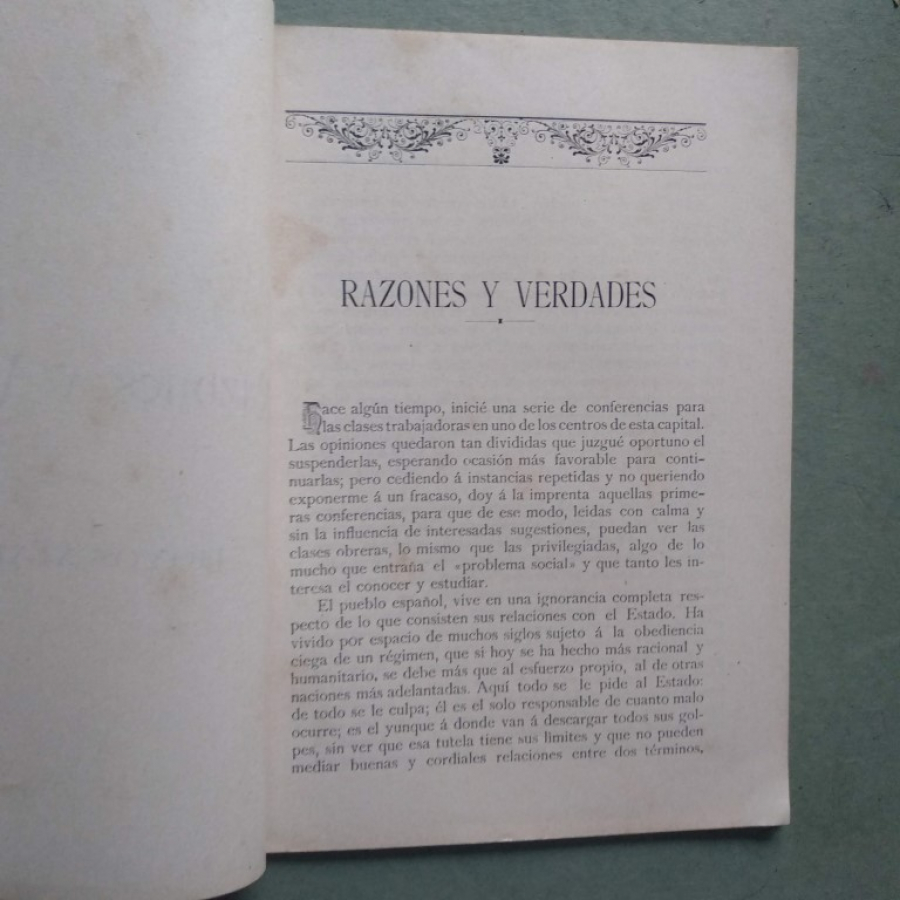 RAZONES Y VERDADES
Hace algún tiempo, inicié una serie de conferencias para
las clases trabajadoras en uno de los centros de esta capital.
Las opiniones quedaron tan divididas que juzgué oportuno el
suspenderlas, esperando ocasión más favorable para conti-
nuarlas; pero cediendo á instancias repetidas y no queriendo
exponerme á un fracaso, doy á la imprenta aquellas prime-
ras conferencias, para que de ese modo, leidas con calma y
sin la influencia de interesadas sugestiones, puedan ver las
clases obreras, lo mismo que las privilegiadas, algo de lo
mucho que entraña el «problema social» y que tanto les in-
teresa el conocer y estudiar.
El pueblo español, vive en una ignorancia completa res-
pecto de lo que consisten sus relaciones con el Estado. Ha
vivido por espacio de muchos siglos sujeto á la obediencia
ciega de un régimen, que si hoy se ha hecho más racional y
humanitario, se debe más que al esfuerzo propio, al de otras
naciones más adelantadas. Aquí todo se le pide al Estado:
de todo se le culpa; él es el solo responsable de cuanto malo
ocurre; es el yunque á donde van á descargar todos sus gol-
pes, sin ver que esa tutela tiene sus limites y que no pueden
mediar buenas y cordiales relaciones entre dos términos,